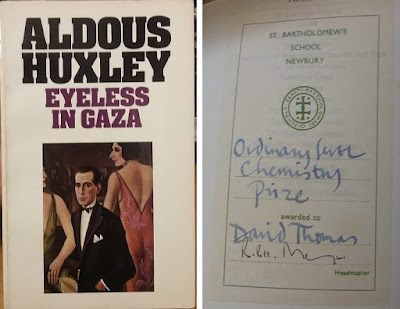 ALDOUS
HUXLEY
EYELESS
IN GAZA
ST. BARTHOLOMEW'S
SCHOOL
NEWBURY
Ordinary Level
Chemistry
Prize
awarded to
David Thomas
Headmaster